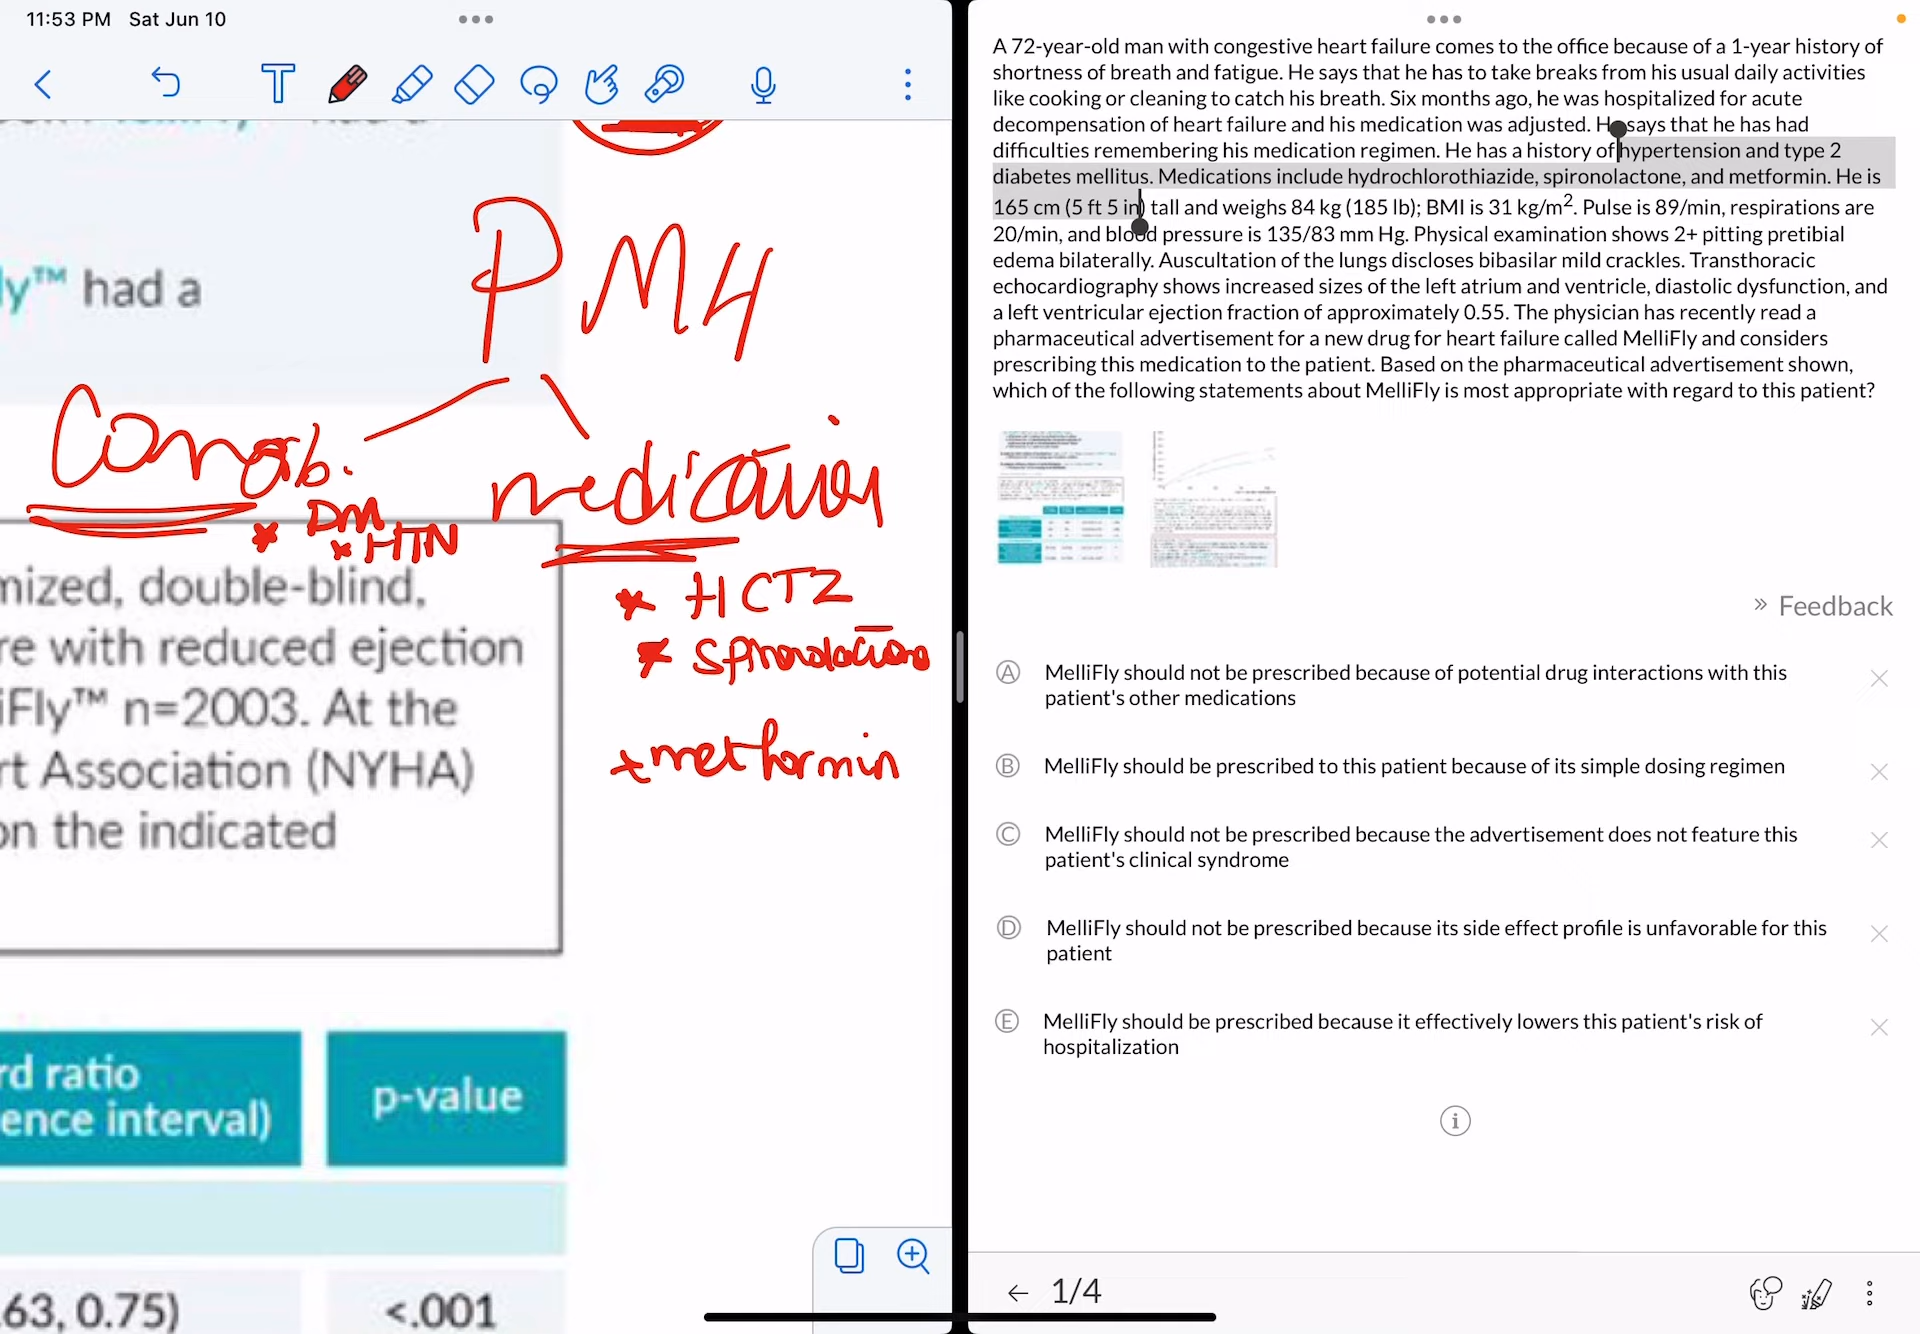 11:53 PM Sat Jun 10
ly™ had a
PMH
Comorb.
* DM
* HTN
medication
* HCTZ
* Spironolactone
* metformin
mized, double-blind,
re with reduced ejection
iFly™ n=2003. At the
rt Association (NYHA)
on the indicated
rd ratio
ence interval)
p-value
.63, 0.75)
<.001
A 72-year-old man with congestive heart failure comes to the office because of a 1-year history of
shortness of breath and fatigue. He says that he has to take breaks from his usual daily activities
like cooking or cleaning to catch his breath. Six months ago, he was hospitalized for acute
decompensation of heart failure and his medication was adjusted. He says that he has had
difficulties remembering his medication regimen. He has a history of hypertension and type 2
diabetes mellitus. Medications include hydrochlorothiazide, spironolactone, and metformin. He is
165 cm (5 ft 5 in) tall and weighs 84 kg (185 lb); BMI is 31 kg/m2. Pulse is 89/min, respirations are
20/min, and blood pressure is 135/83 mm Hg. Physical examination shows 2+ pitting pretibial
edema bilaterally. Auscultation of the lungs discloses bibasilar mild crackles. Transthoracic
echocardiography shows increased sizes of the left atrium and ventricle, diastolic dysfunction, and
a left ventricular ejection fraction of approximately 0.55. The physician has recently read a
pharmaceutical advertisement for a new drug for heart failure called MelliFly and considers
prescribing this medication to the patient. Based on the pharmaceutical advertisement shown,
which of the following statements about MelliFly is most appropriate with regard to this patient?
» Feedback
A MelliFly should not be prescribed because of potential drug interactions with this
patient's other medications
B MelliFly should be prescribed to this patient because of its simple dosing regimen
C MelliFly should not be prescribed because the advertisement does not feature this
patient's clinical syndrome
D MelliFly should not be prescribed because its side effect profile is unfavorable for this
patient
E MelliFly should be prescribed because it effectively lowers this patient's risk of
hospitalization
1/4